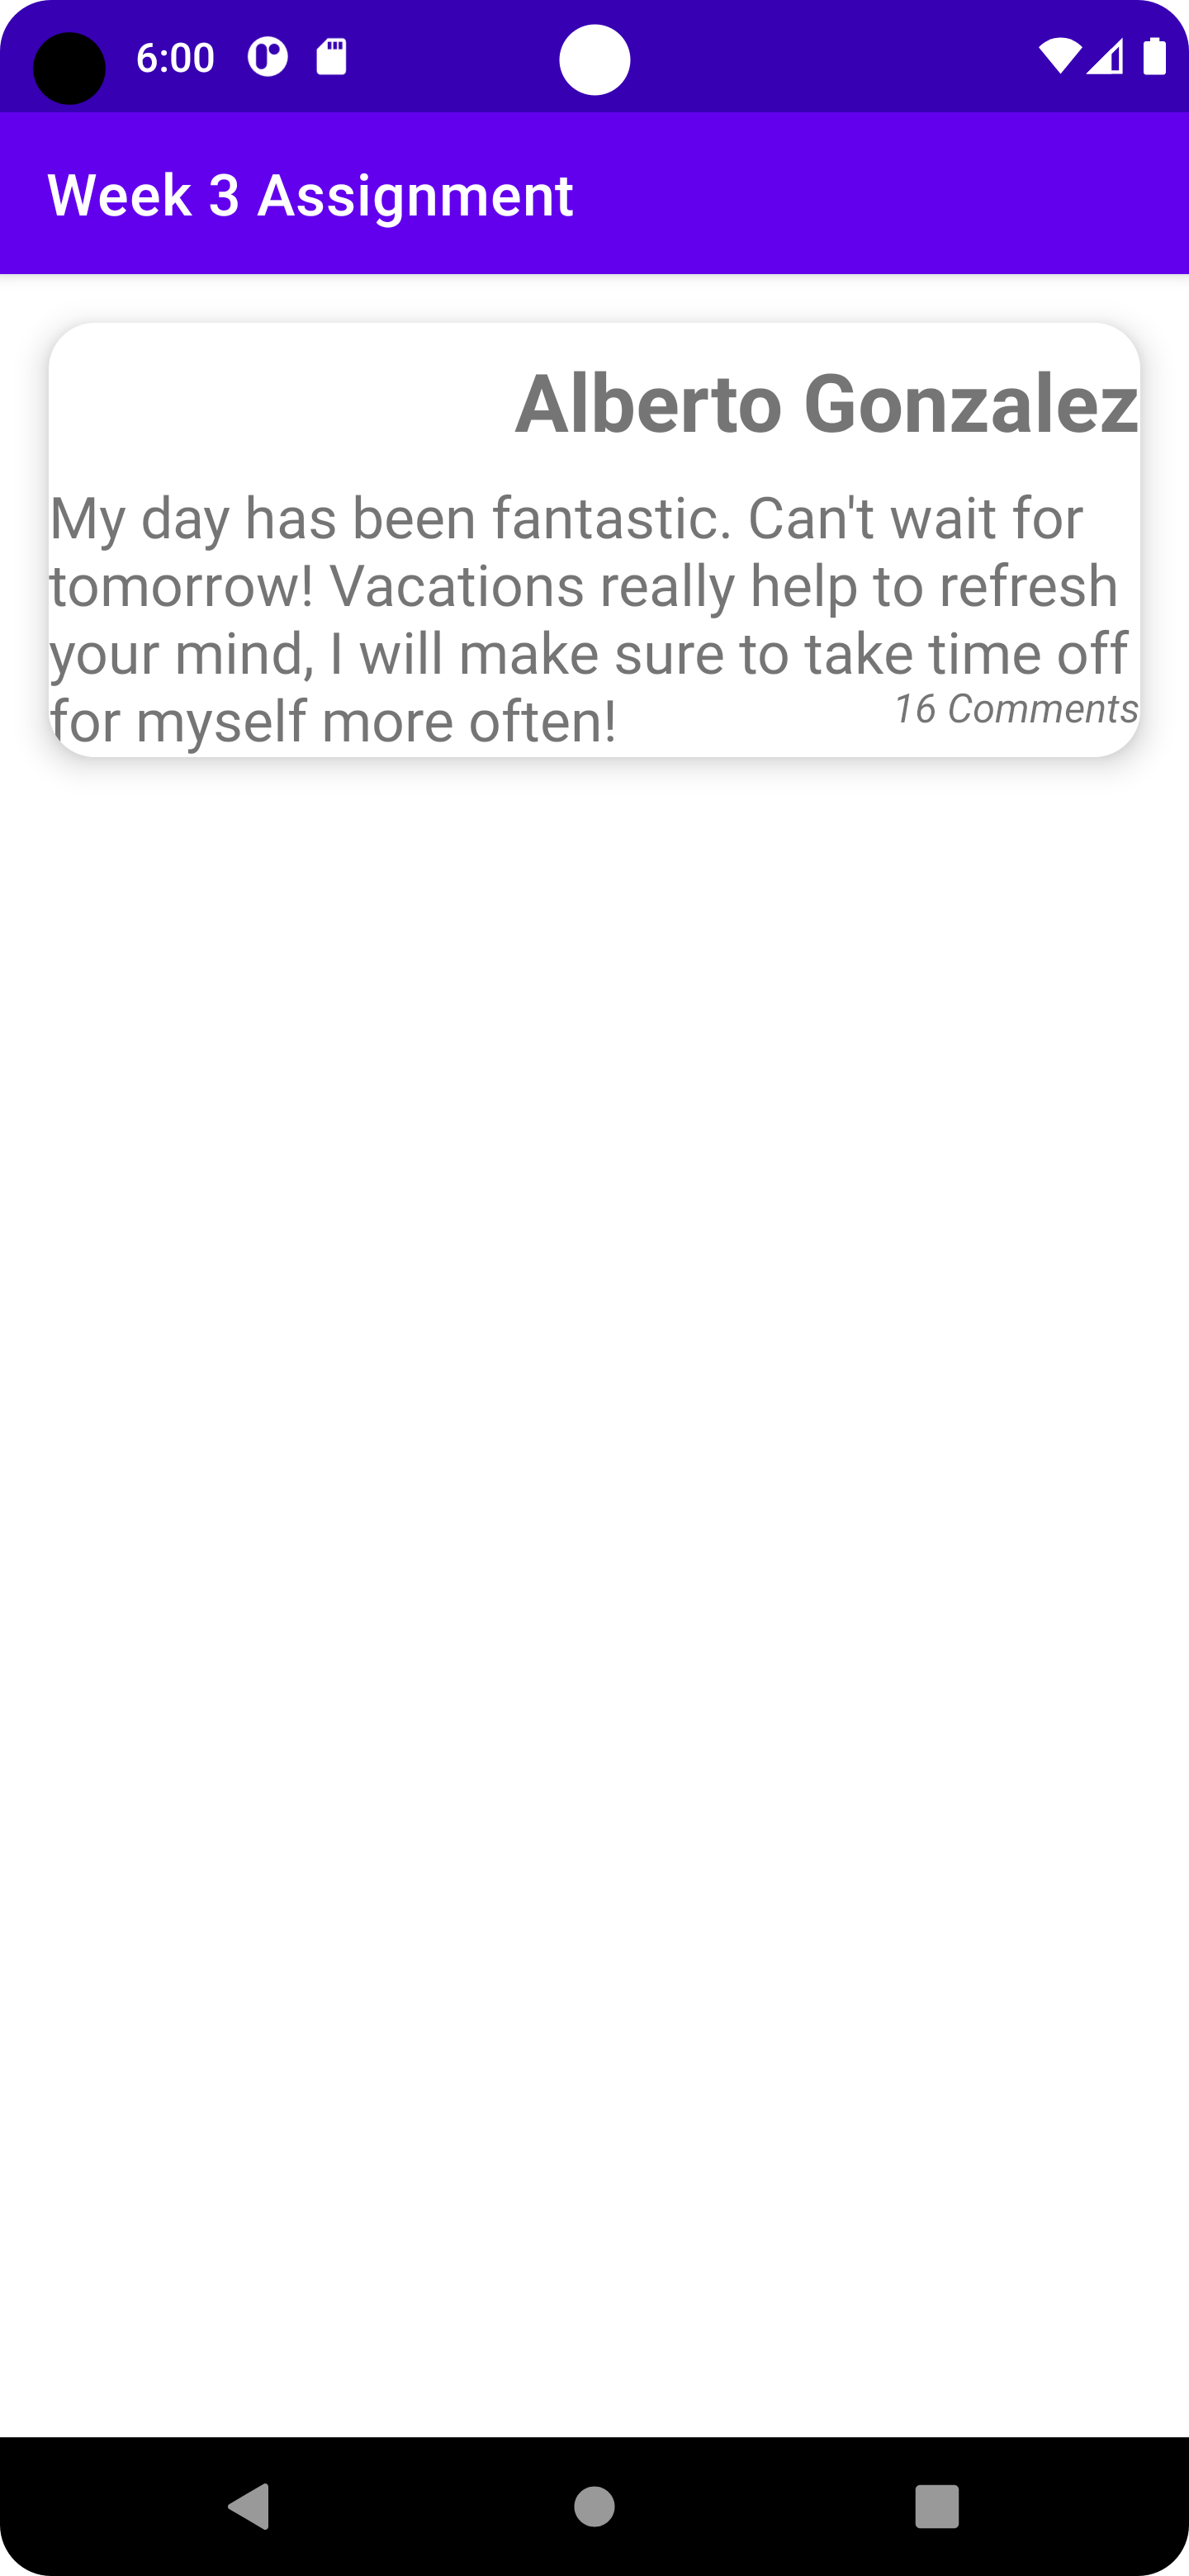 6:00
Week 3 Assignment
Alberto Gonzalez
My day has been fantastic. Can't wait for
tomorrow! Vacations really help to refresh
your mind, I will make sure to take time off
for myself more often!
16 Comments